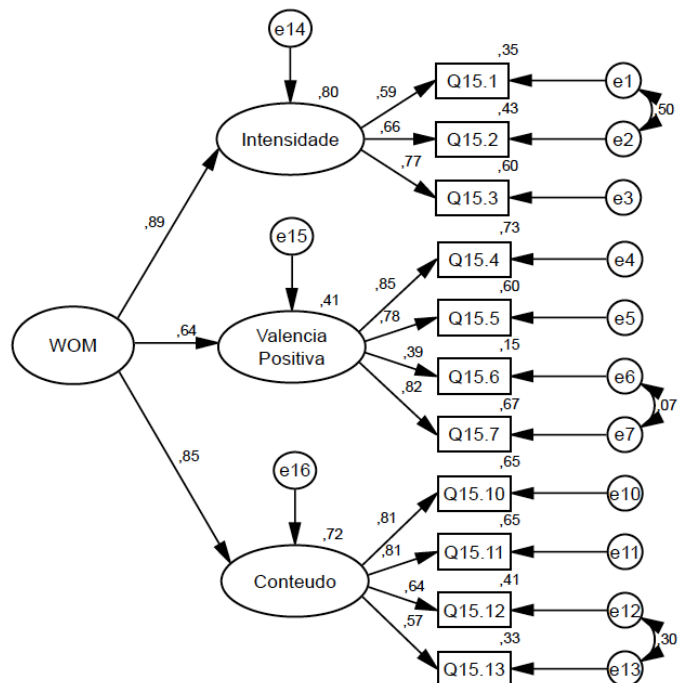 e14
,35
,80
,59
Q15.1
e1
,43
,50
Intensidade
,66
Q15.2
e2
,77
,60
Q15.3
e3
,89
e15
,73
,85
Q15.4
e4
,41
,60
,78
Q15.5
e5
WOM
,64
Valencia
Positiva
,39
,15
Q15.6
e6
,82
,07
,67
Q15.7
e7
,85
e16
,65
,81
Q15.10
e10
,72
,65
,81
Q15.11
e11
Conteudo
,64
,41
Q15.12
e12
,57
,30
,33
Q15.13
e13